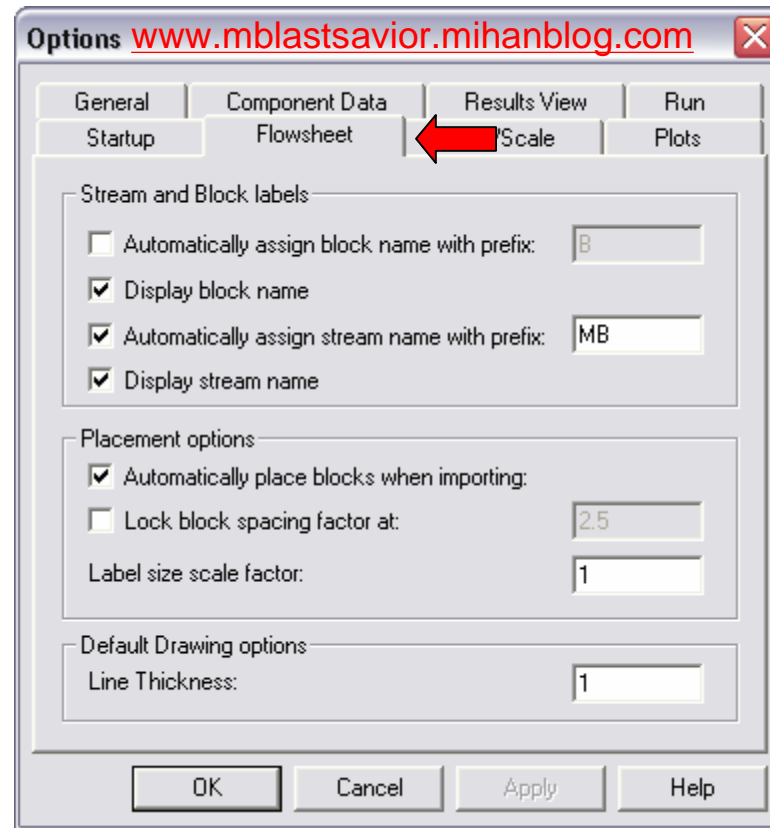 Options www.mblastsavior.mihanblog.com
General Component Data Results View Run
Startup Flowsheet /Scale Plots
Stream and Block labels
Automatically assign block name with prefix: B
Display block name
Automatically assign stream name with prefix: MB
Display stream name
Placement options
Automatically place blocks when importing:
Lock block spacing factor at: 2.5
Label size scale factor: 1
Default Drawing options
Line Thickness: 1
OK Cancel Apply Help